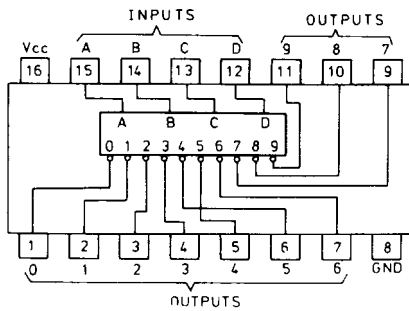 INPUTS OUTPUTS
Vcc A B C D 9 8 7
16 15 14 13 12 11 10 9
A B C D
0 1 2 3 4 5 6 7 8 9
1 2 3 4 5 6 7 8
0 1 2 3 4 5 6 GND
OUTPUTS